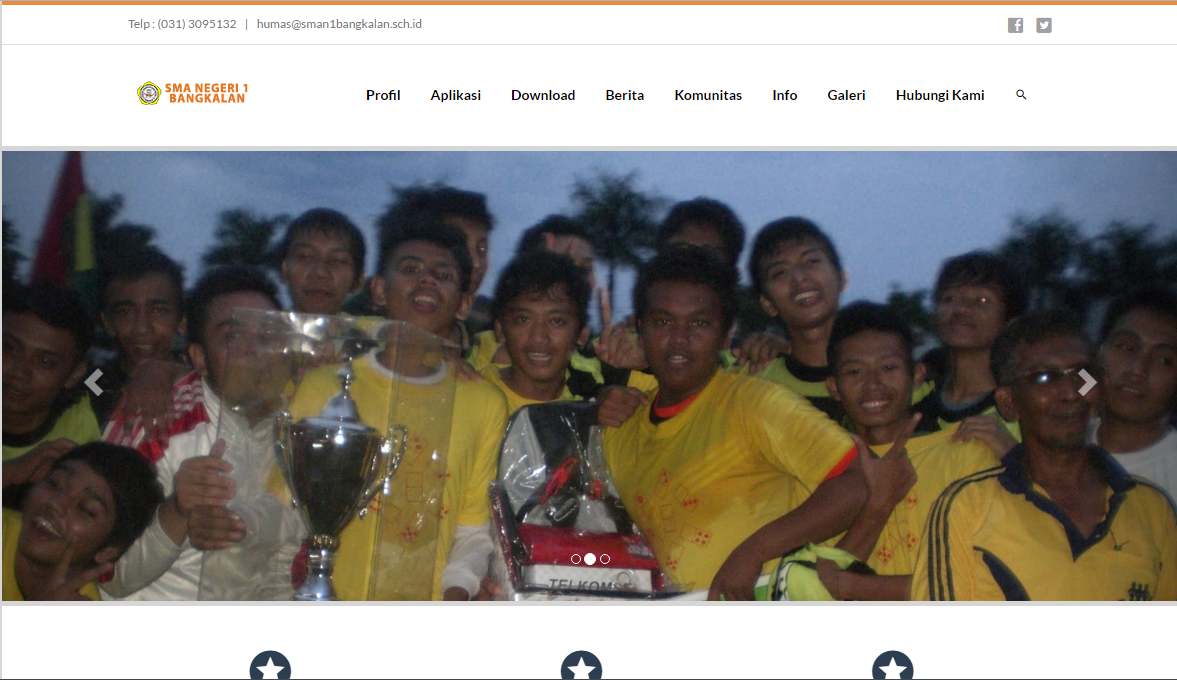 Telp : (031) 3095132 | humas@sman1bangkalan.sch.id
SMA NEGERI 1
BANGKALAN
Profil Aplikasi Download Berita Komunitas Info Galeri Hubungi Kami
TELKOMSEL